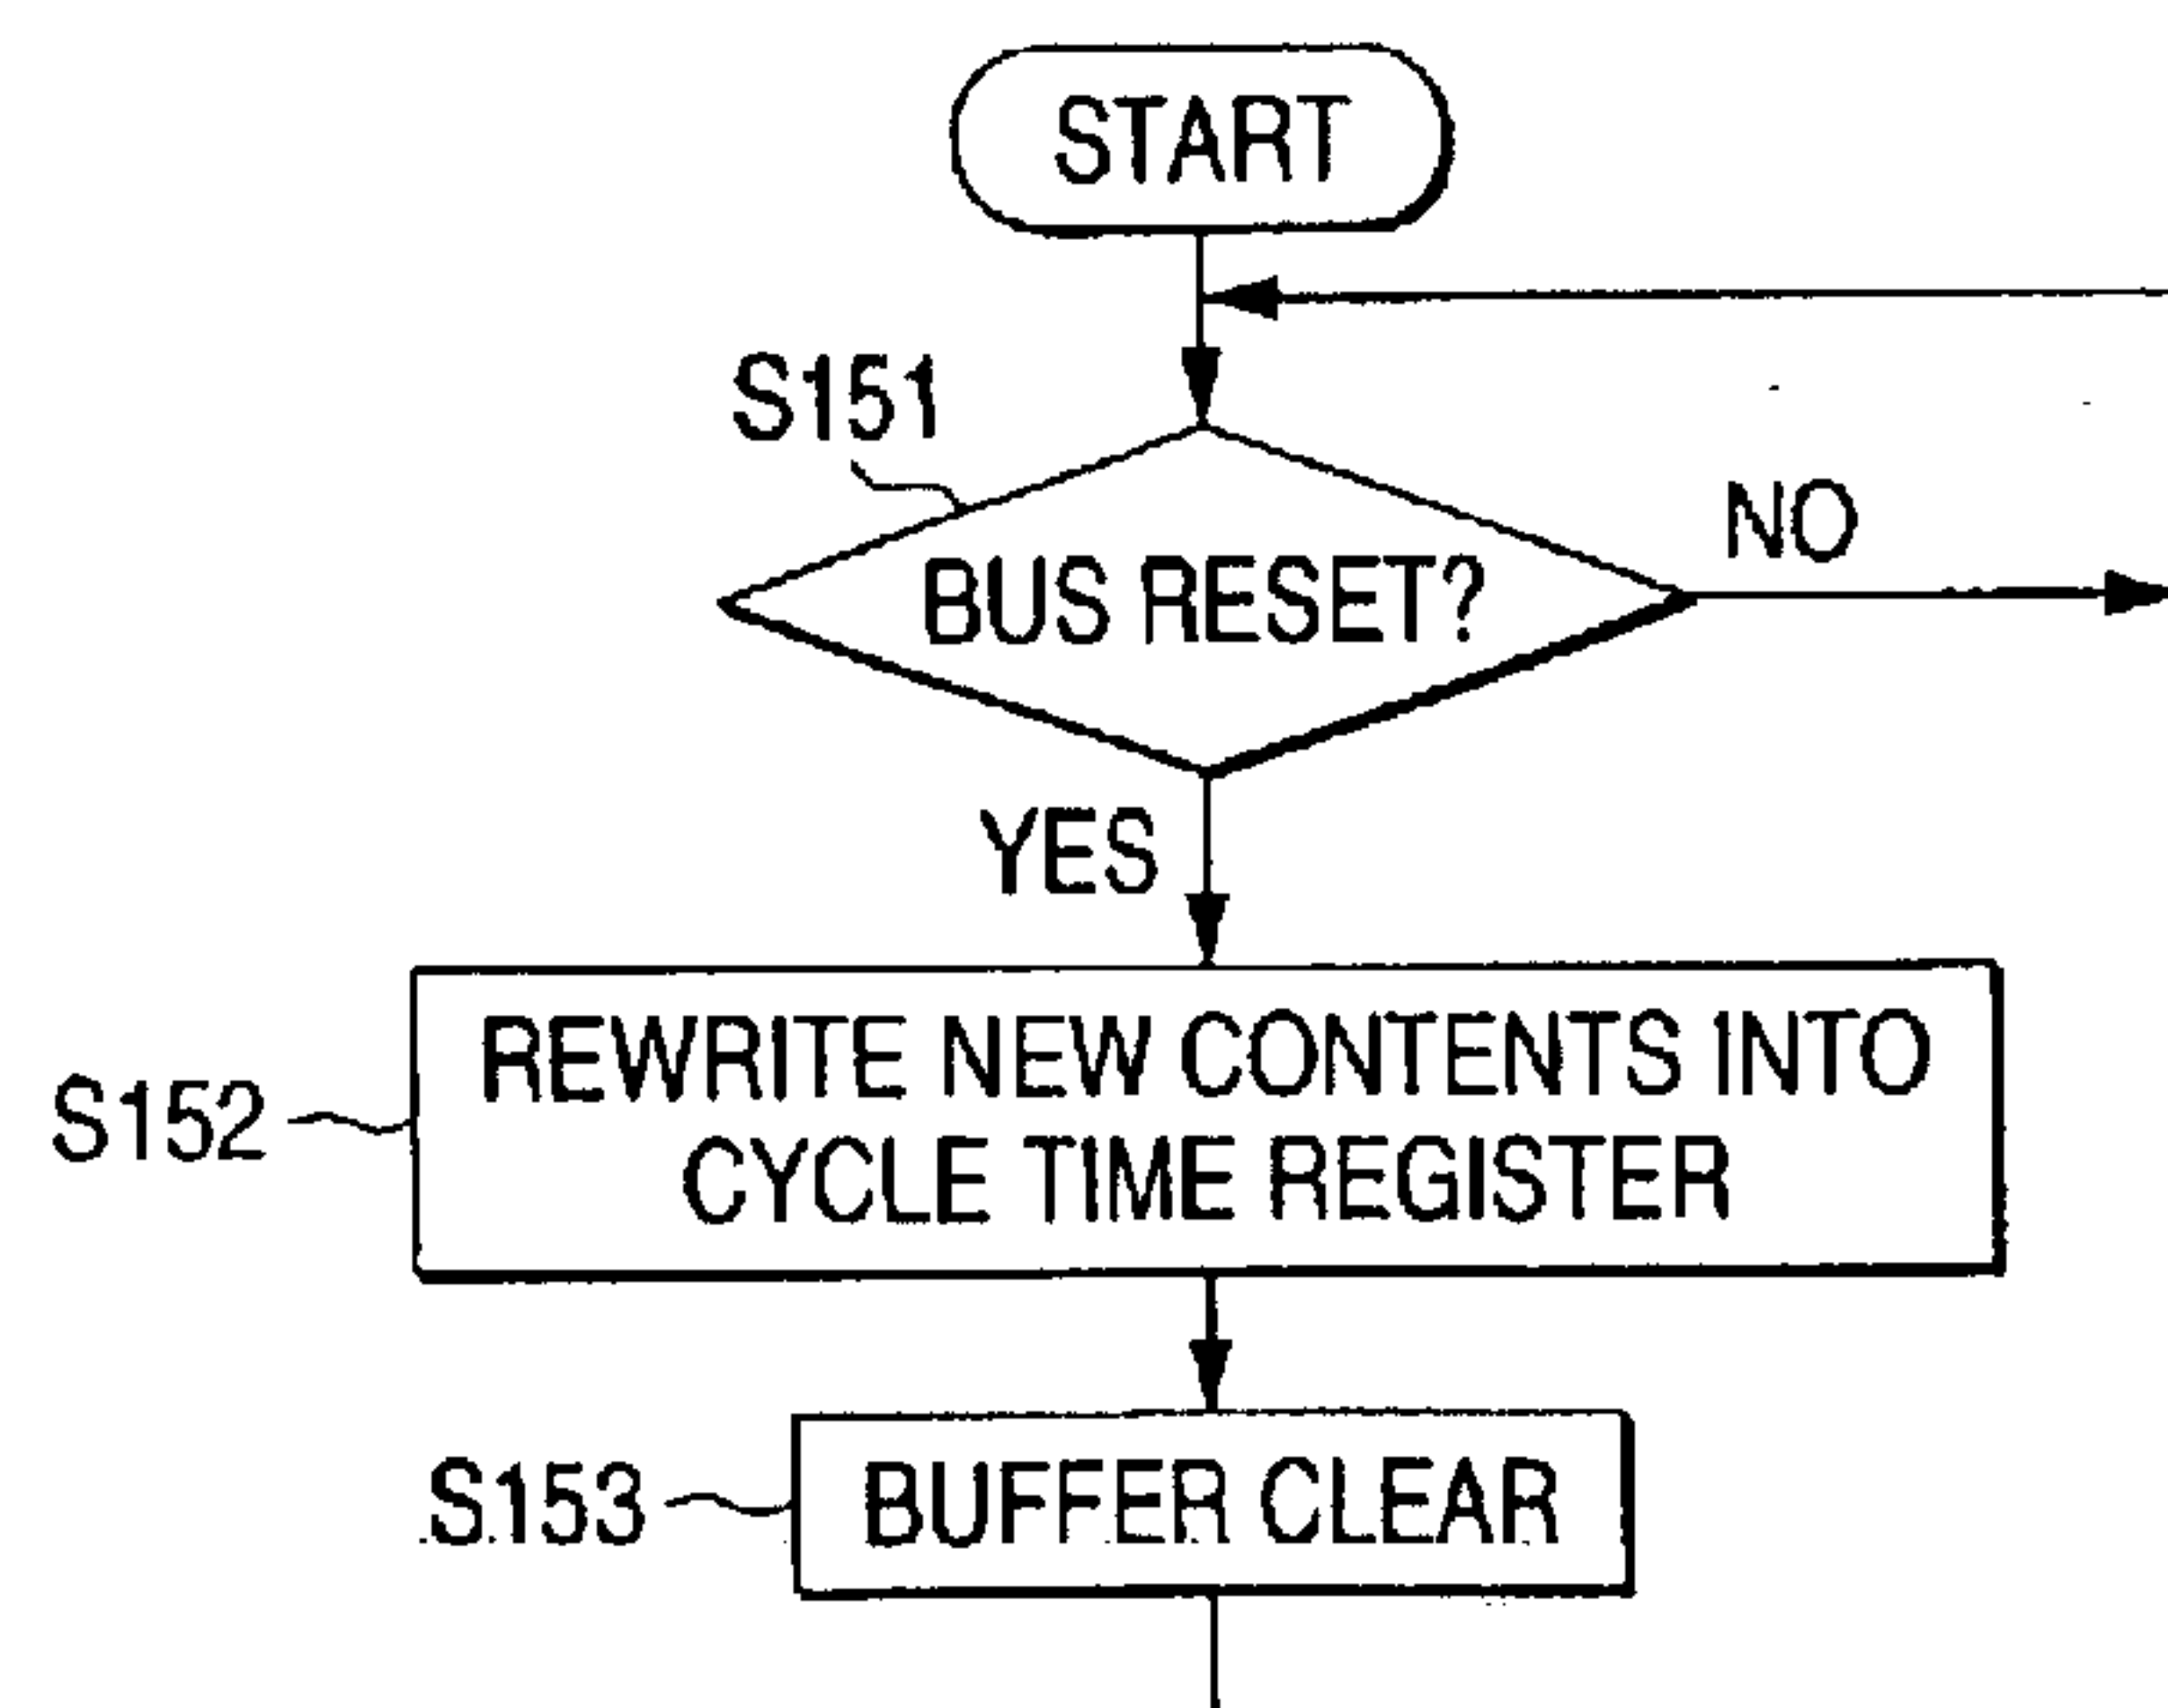 START
S151
NO
BUS RESET?
YES
REWRITE NEW CONTENTS INTO
S152
CYCLE TIME REGISTER
S153
BUFFER CLEAR